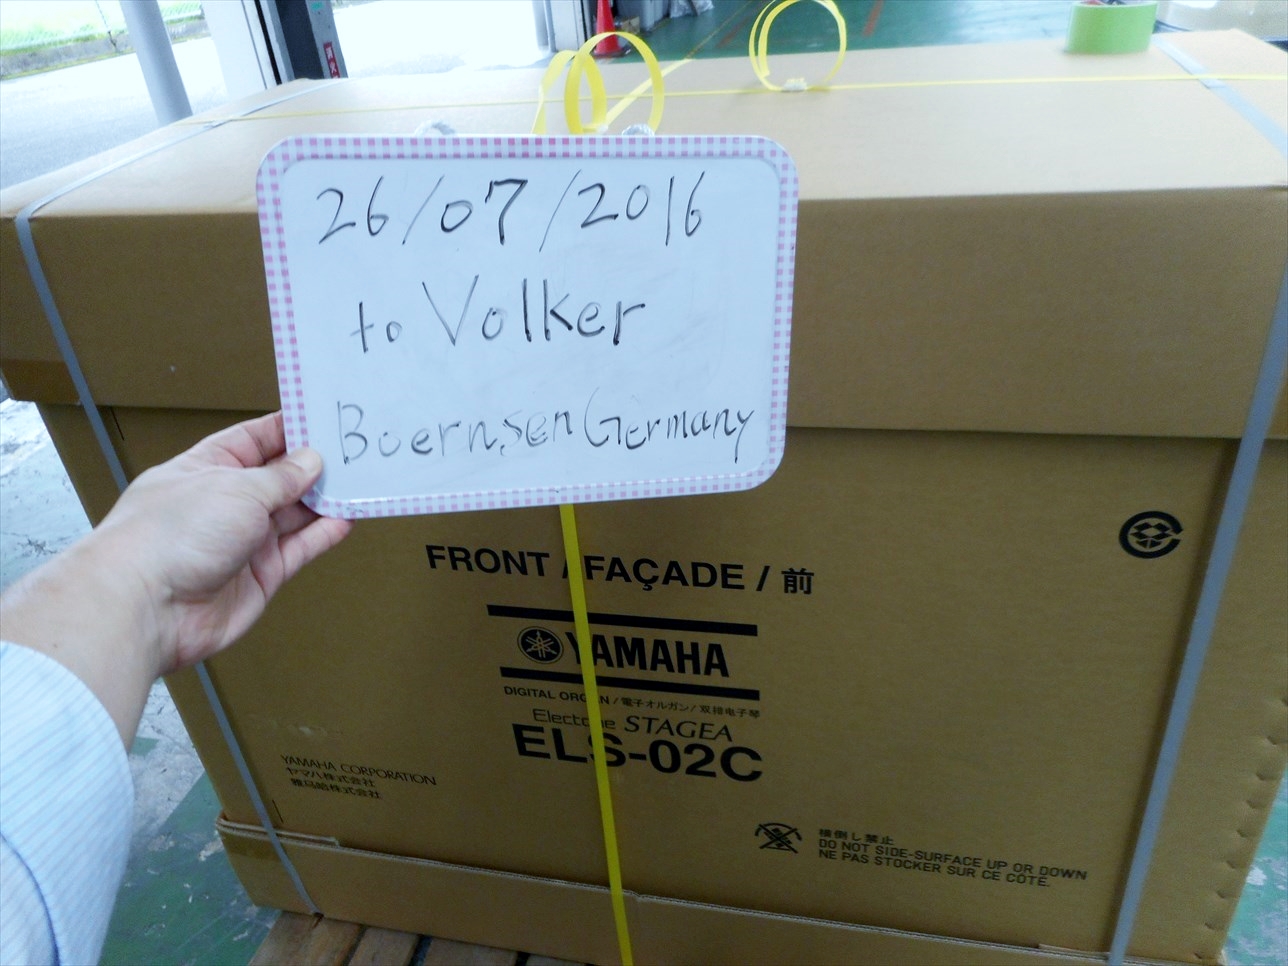 26/07/2016
to Volker
Boernsen Germany
FRONT / FAÇADE / 前
YAMAHA
DIGITAL ORGAN / 電子オルガン / 双排电子琴
Electone STAGEA
ELS-02C
YAMAHA CORPORATION
ヤマハ株式会社
雅马哈株式会社
横倒し禁止
DO NOT SIDE-SURFACE UP OR DOWN
NE PAS STOCKER SUR CE CÔTÉ.